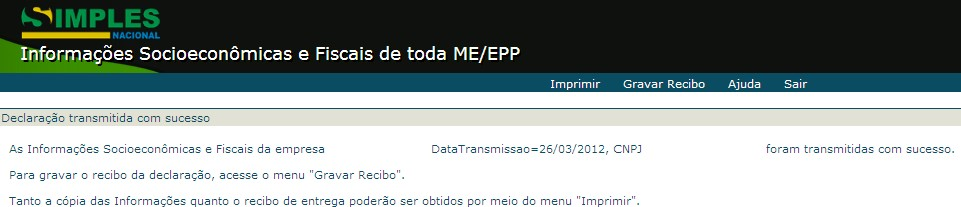 SIMPLES
NACIONAL
Informações Socioeconômicas e Fiscais de toda ME/EPP
Imprimir Gravar Recibo Ajuda Sair
Declaração transmitida com sucesso
As Informações Socioeconômicas e Fiscais da empresa DataTransmissao=26/03/2012, CNPJ foram transmitidas com sucesso.
Para gravar o recibo da declaração, acesse o menu "Gravar Recibo".
Tanto a cópia das Informações quanto o recibo de entrega poderão ser obtidos por meio do menu "Imprimir".